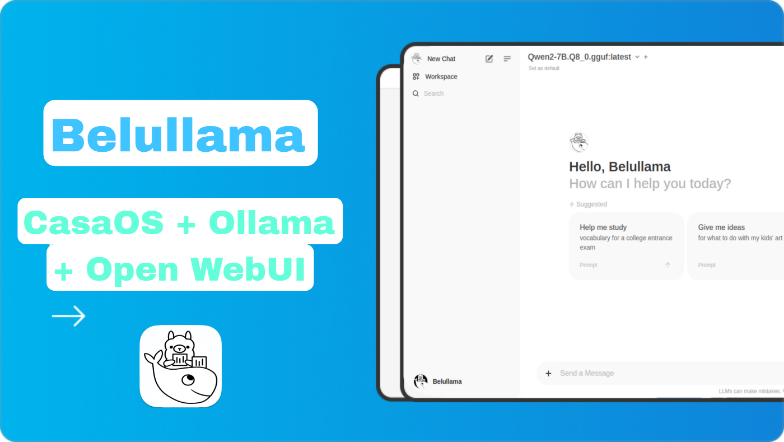 Belullama
CasaOS + Ollama
+ Open WebUI
New Chat
Workspace
Search
Belullama
Qwen2-7B.Q8_0.gguf:latest
+
Set as default
Hello, Belullama
How can I help you today?
Suggested
Help me study
vocabulary for a college entrance
exam
Prompt
Give me ideas
for what to do with my kids' art
Prompt
+ Send a Message
LLMs can make mistakes.